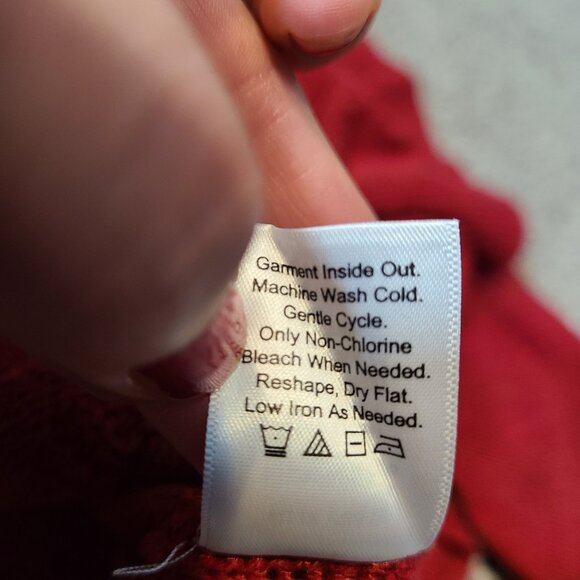 Garment Inside Out.
Machine Wash Cold.
Gentle Cycle.
Only Non-Chlorine
Bleach When Needed.
Reshape, Dry Flat.
Low Iron As Needed.